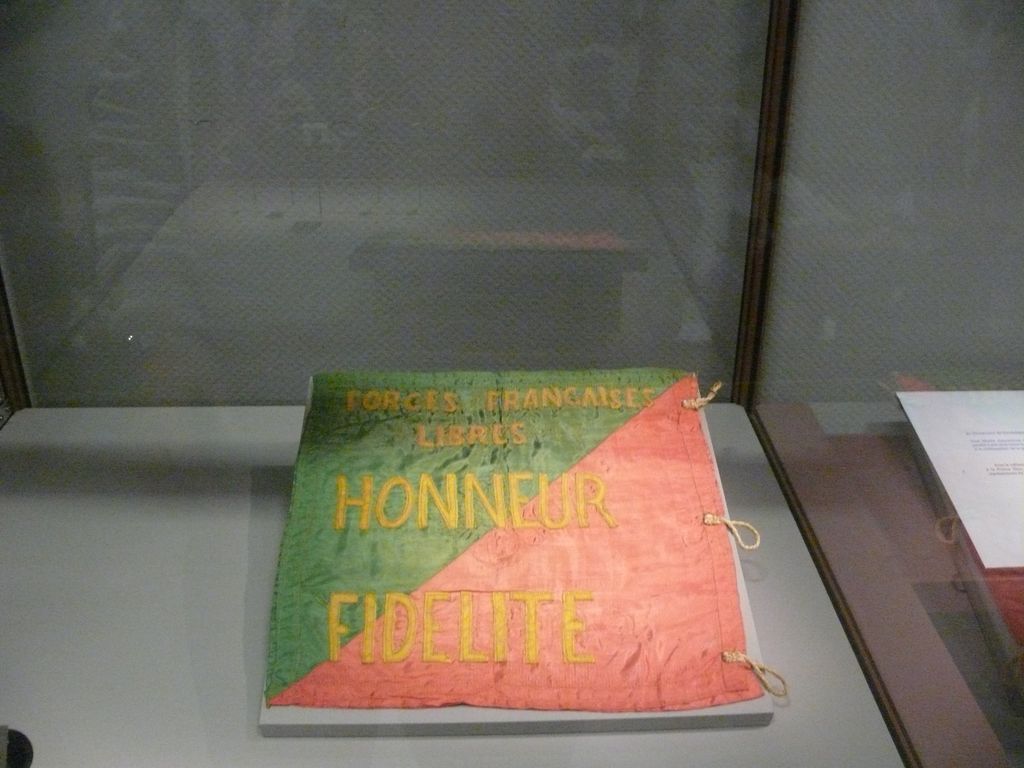 FORCES FRANCAISES
LIBRES
HONNEUR
FIDELITE